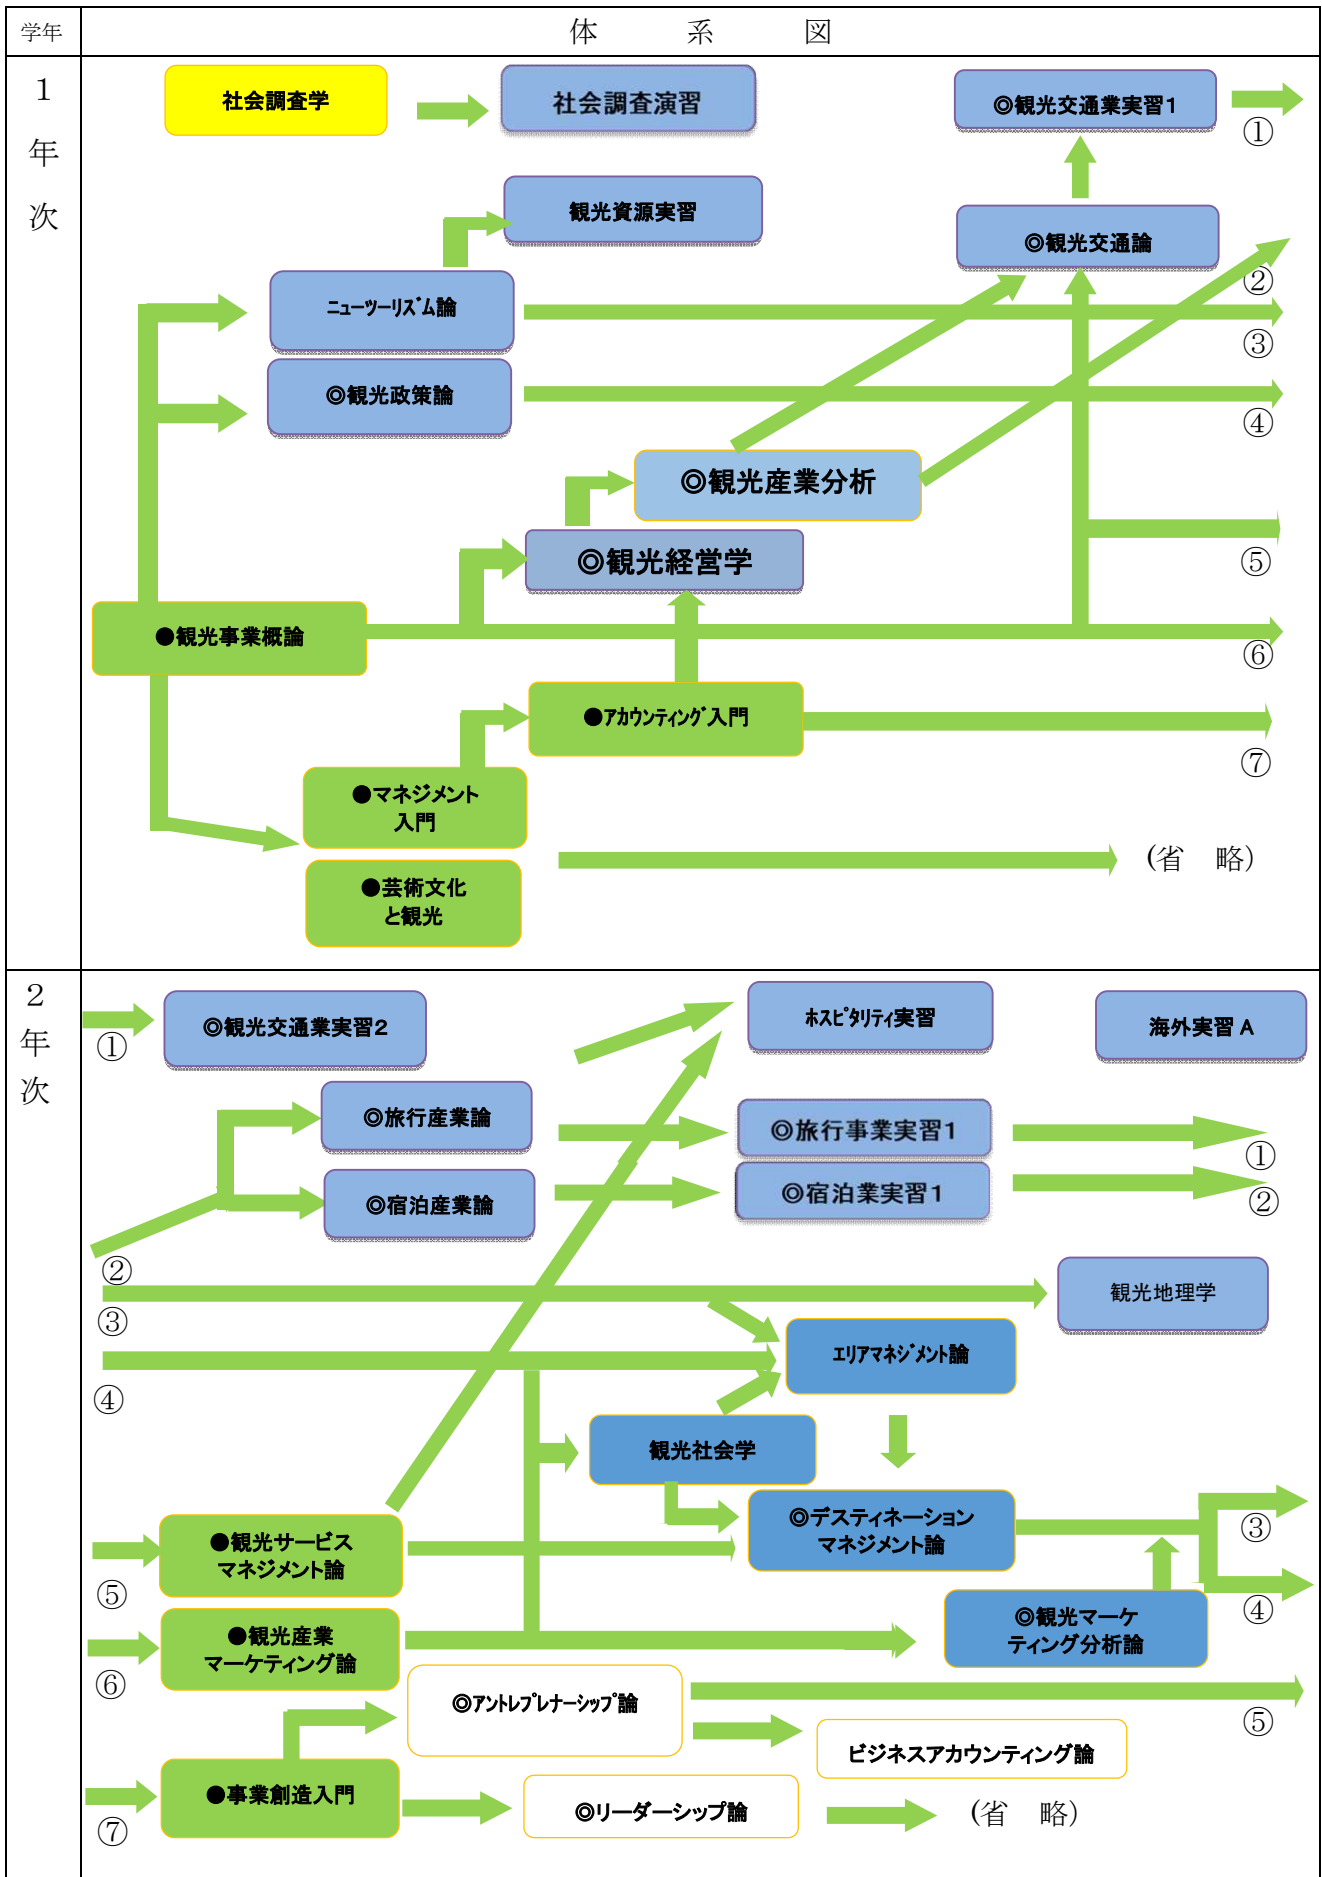 学年
体 系 図
1
年
次
社会調査学
社会調査演習
◎観光交通業実習1
①
観光資源実習
◎観光交通論
②
ニューツーリズム論
③
◎観光政策論
④
◎観光産業分析
◎観光経営学
⑤
●観光事業概論
⑥
●アカウンティング入門
⑦
●マネジメント
入門
(省 略)
●芸術文化
と観光
2
年
次
①
◎観光交通業実習2
ホスピタリティ実習
海外実習 A
◎旅行産業論
◎旅行事業実習1
①
◎宿泊産業論
◎宿泊業実習1
②
②
③
観光地理学
エリアマネジメント論
④
観光社会学
◎デスティネーション
マネジメント論
③
●観光サービス
マネジメント論
⑤
④
◎観光マーケ
ティング分析論
●観光産業
マーケティング論
⑥
◎アントレプレナーシップ論
⑤
ビジネスアカウンティング論
●事業創造入門
⑦
◎リーダーシップ論
(省 略)